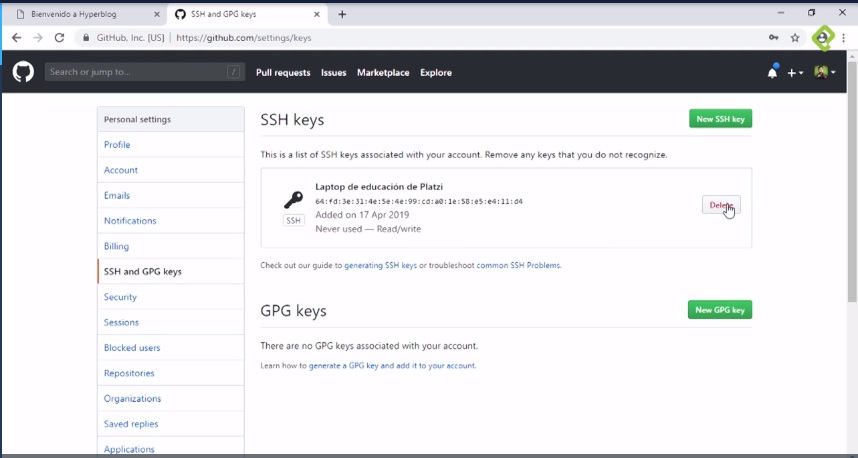 Bienvenido a Hyperblog
SSH and GPG keys
GitHub, Inc. [US] | https://github.com/settings/keys
Search or jump to...
/
Pull requests
Issues
Marketplace
Explore
Personal settings
Profile
Account
Emails
Notifications
Billing
SSH and GPG keys
Security
Sessions
Blocked users
Repositories
Organizations
Saved replies
Applications
SSH keys
New SSH key
This is a list of SSH keys associated with your account. Remove any keys that you do not recognize.
Laptop de educación de Platzi
64:fd:3e:31:4e:5e:4e:99:cd:a0:1e:58:e5:e4:11:d4
SSH
Added on 17 Apr 2019
Never used — Read/write
Delete
Check out our guide to generating SSH keys or troubleshoot common SSH Problems.
GPG keys
New GPG key
There are no GPG keys associated with your account.
Learn how to generate a GPG key and add it to your account.